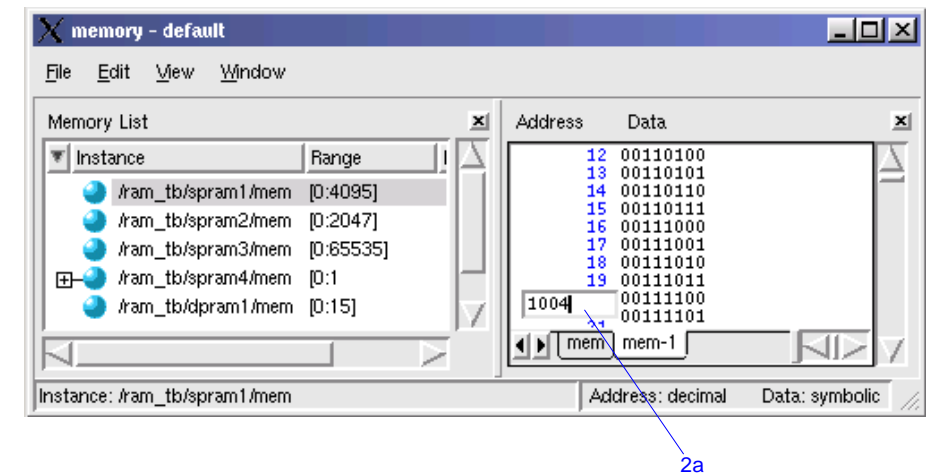 memory - default
File Edit View Window
Memory List
Instance Range
/ram_tb/spram1/mem [0:4095]
/ram_tb/spram2/mem [0:2047]
/ram_tb/spram3/mem [0:65535]
/ram_tb/spram4/mem [0:1
/ram_tb/dpram1/mem [0:15]
Address Data
12 00110100
13 00110101
14 00110110
15 00110111
16 00111000
17 00111001
18 00111010
19 00111011
1004 00111100
21 00111101
mem mem-1
Instance: /ram_tb/spram1/mem
Address: decimal Data: symbolic
2a